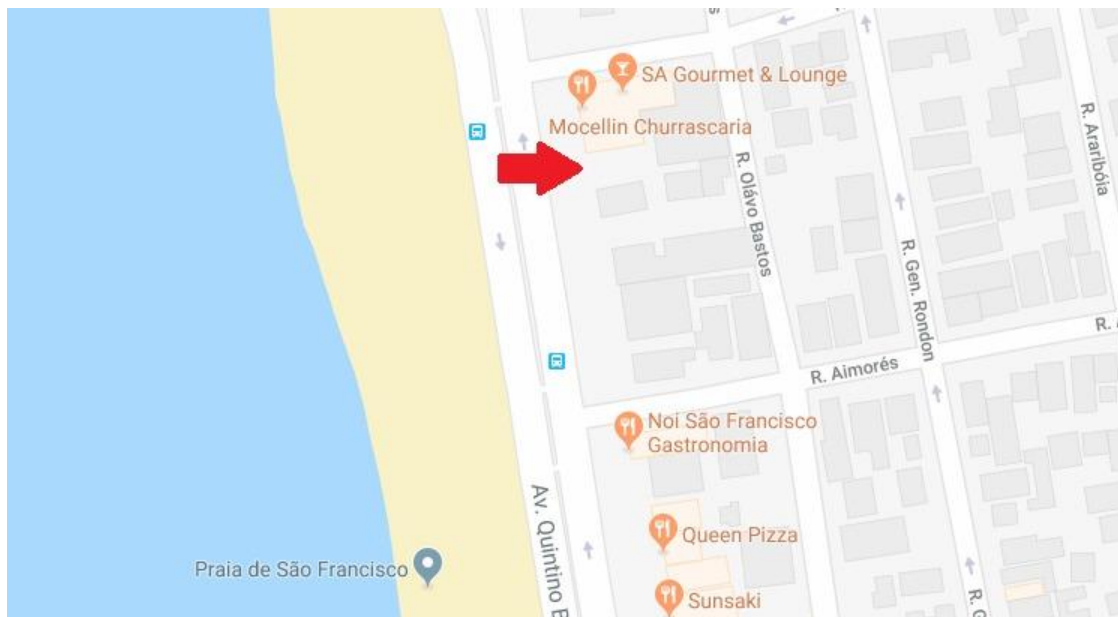 SA Gourmet & Lounge
Mocellin Churrascaria
R. Olávo Bastos
R. Araribóia
R. Gen. Rondon
R. Aimorés
R.
Noi São Francisco
Gastronomia
Av. Quintino B
Queen Pizza
Praia de São Francisco
Sunsaki
R. G